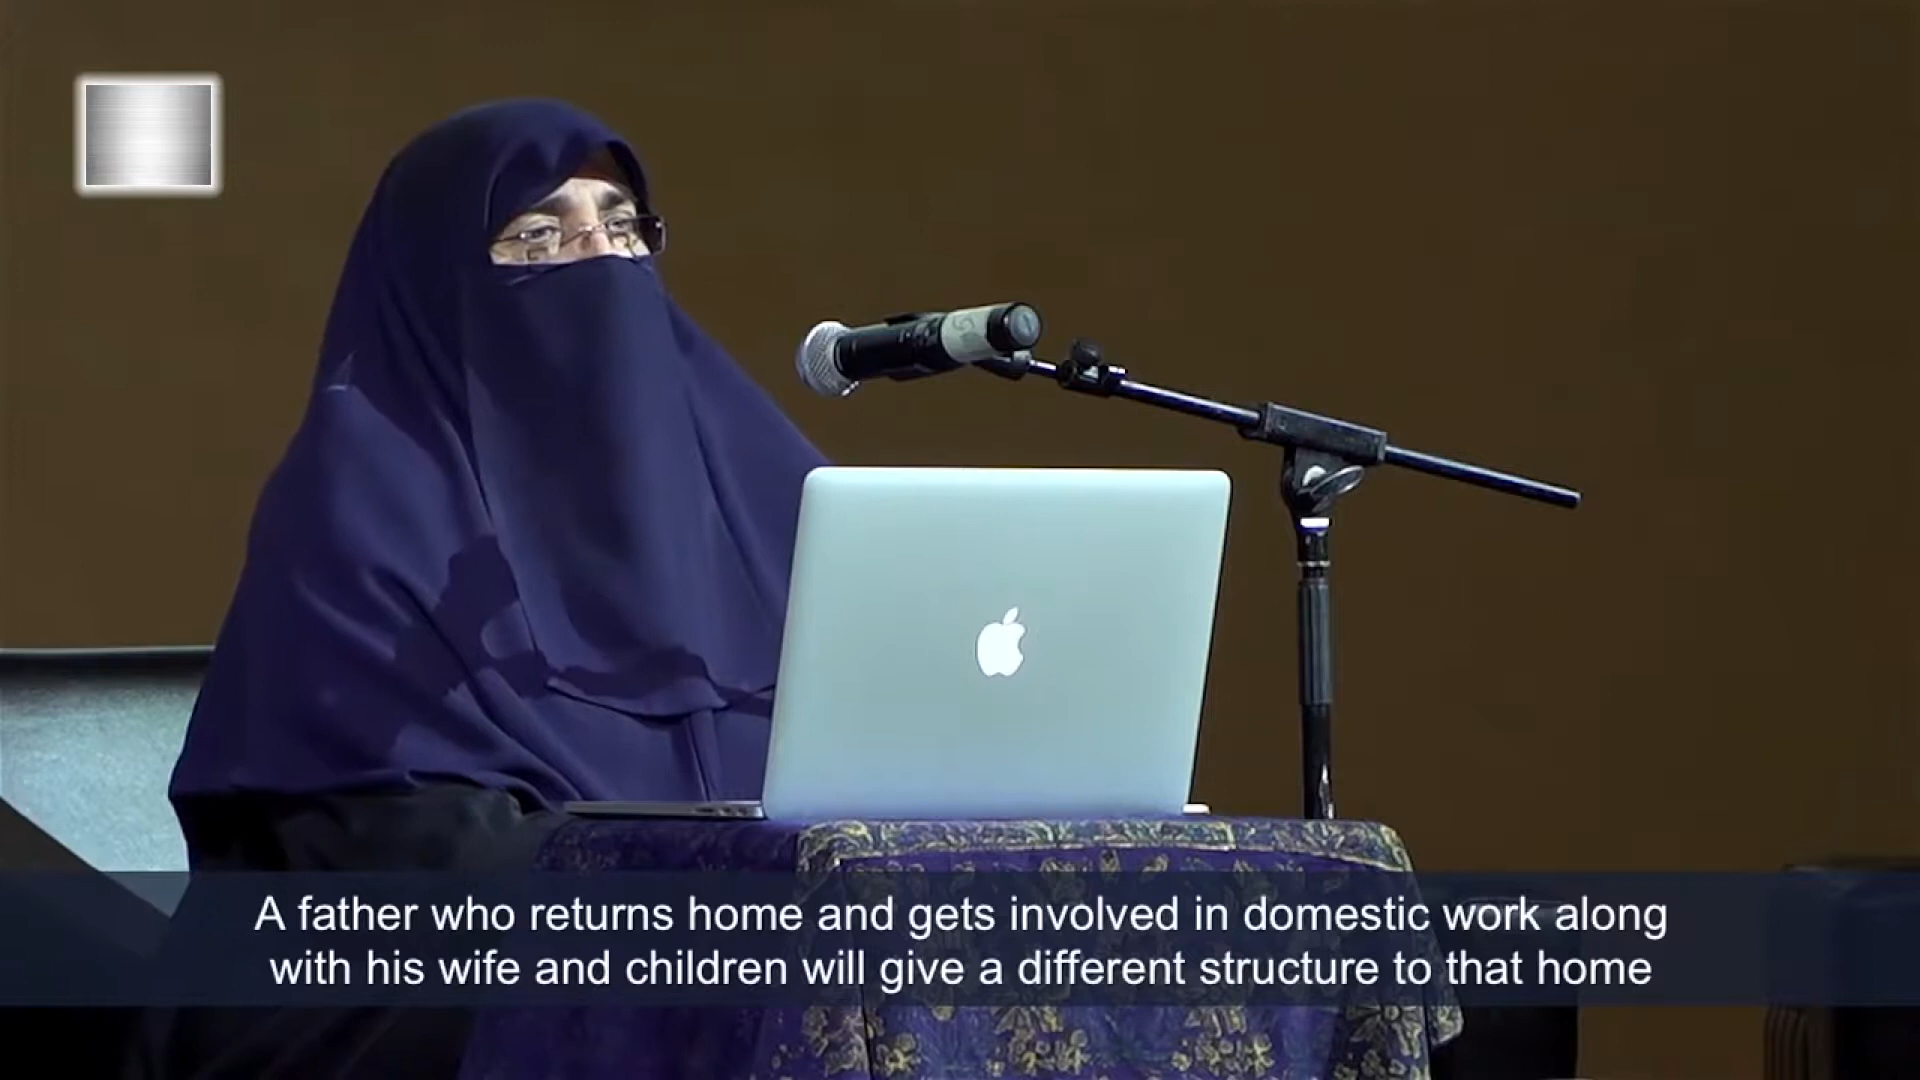 A father who returns home and gets involved in domestic work along
with his wife and children will give a different structure to that home